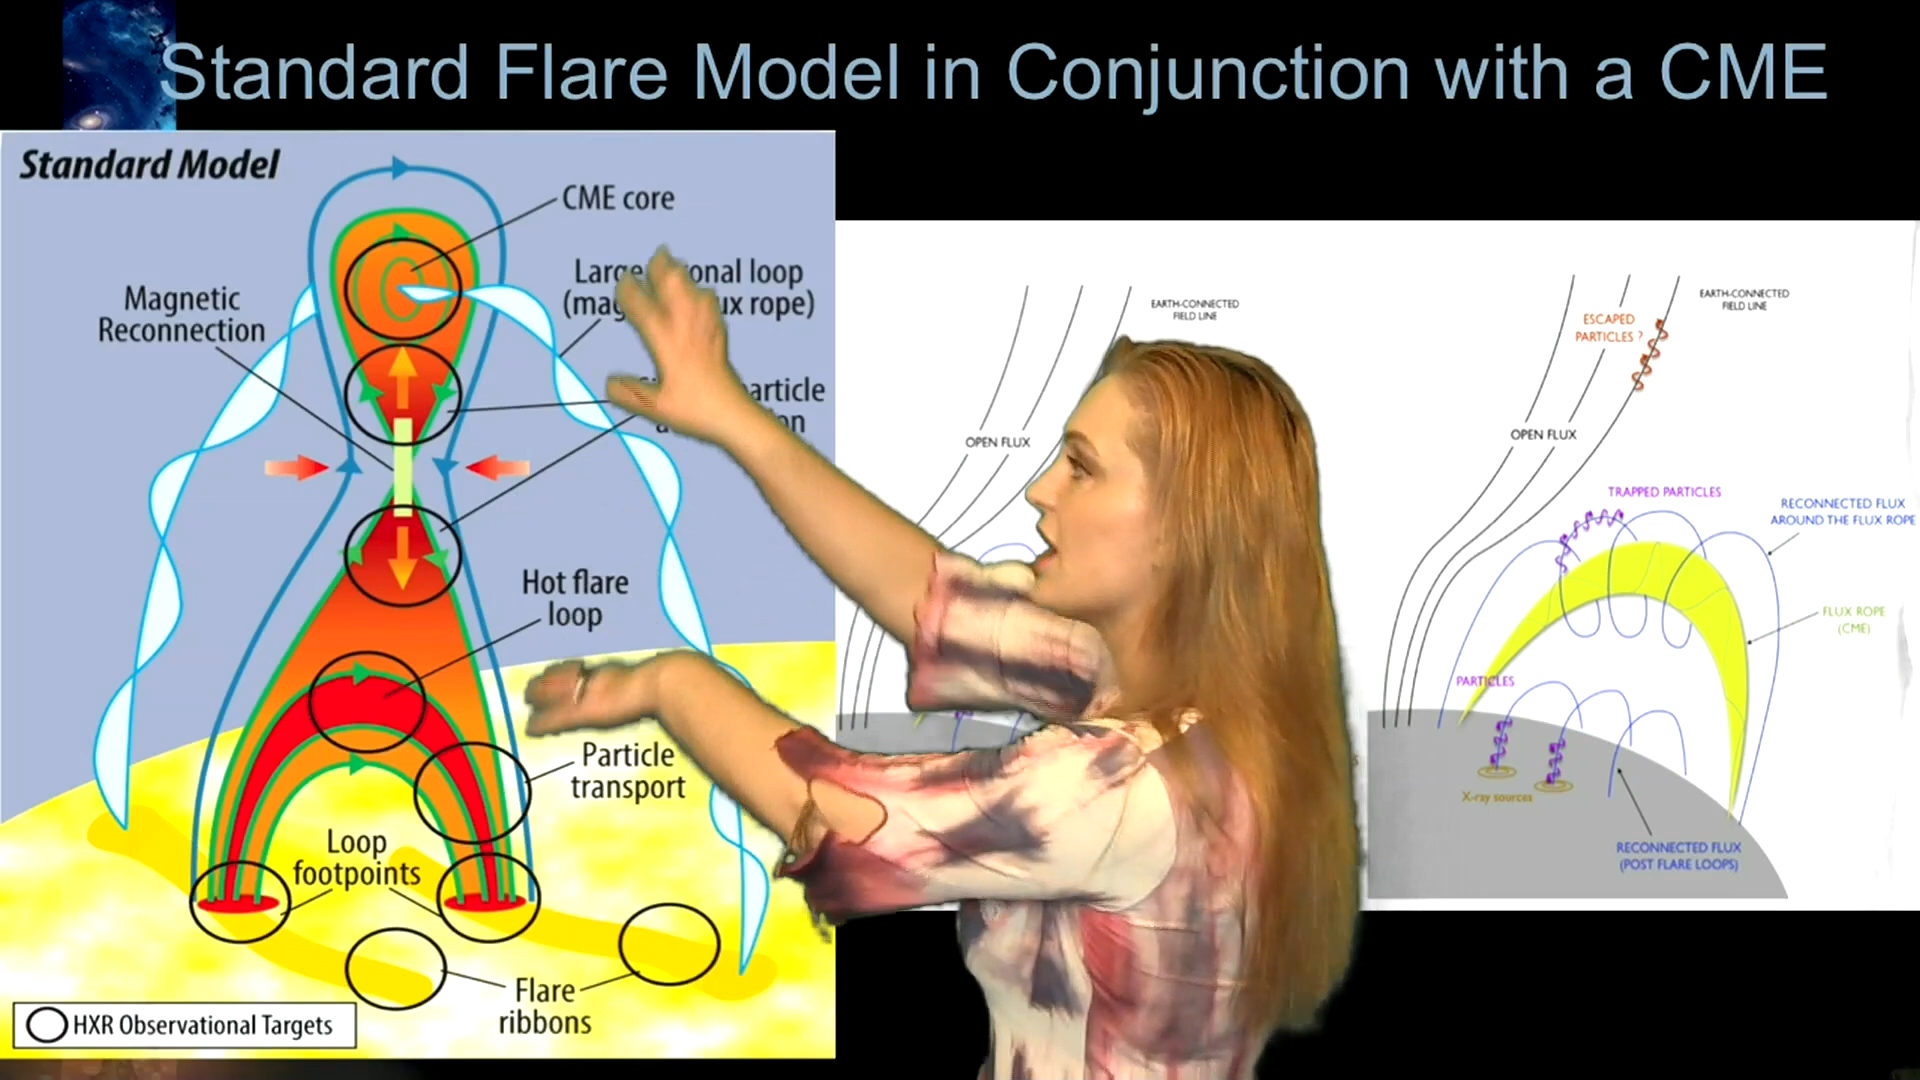 Standard Flare Model in Conjunction with a CME
Standard Model
CME core
Magnetic
Reconnection
loop
rope)
Hot flare
loop
Particle
transport
Loop
footpoints
Flare
ribbons
HXR Observational Targets
EARTH-CONNECTED
FIELD LINE
OPEN FLUX
ESCAPED
PARTICLES ?
EARTH-CONNECTED
FIELD LINE
OPEN FLUX
TRAPPED PARTICLES
RECONNECTED FLUX
AROUND THE FLUX ROPE
FLUX ROPE
(CME)
PARTICLES
X-ray sources
RECONNECTED FLUX
(POST FLARE LOOPS)